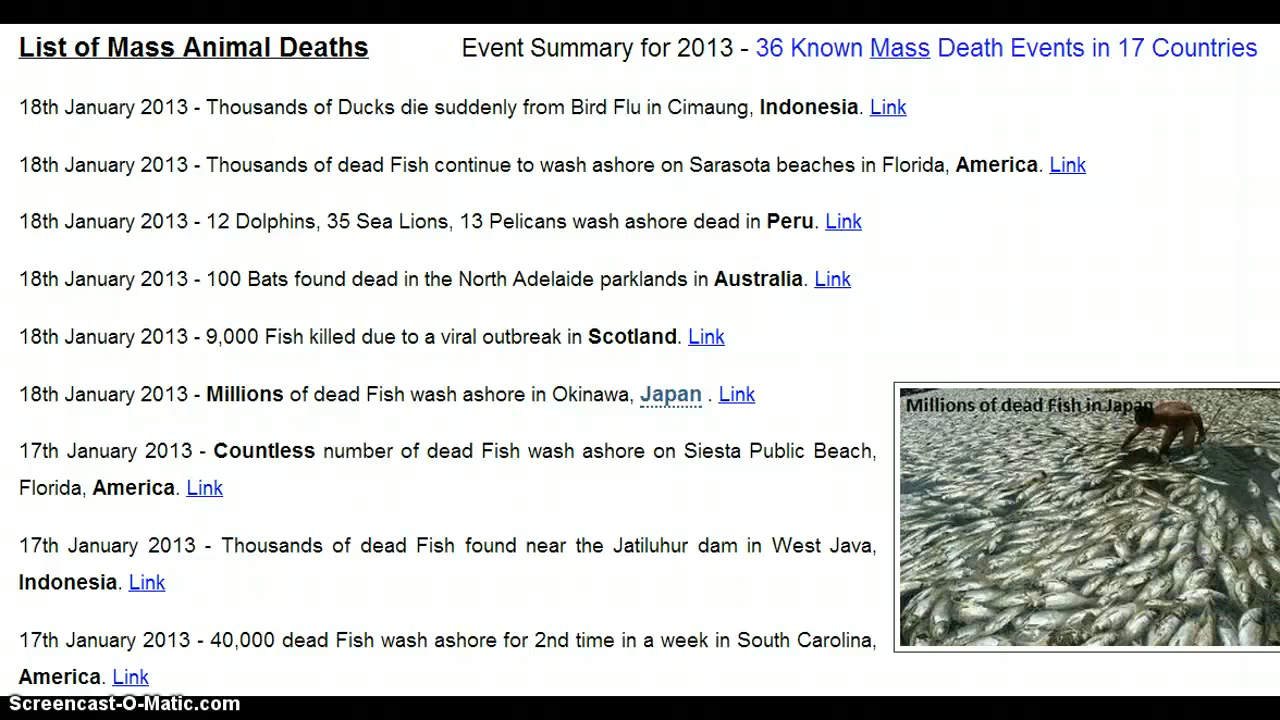 List of Mass Animal Deaths
Event Summary for 2013 - 36 Known Mass Death Events in 17 Countries
18th January 2013 - Thousands of Ducks die suddenly from Bird Flu in Cimaung, Indonesia. Link
18th January 2013 - Thousands of dead Fish continue to wash ashore on Sarasota beaches in Florida, America. Link
18th January 2013 - 12 Dolphins, 35 Sea Lions, 13 Pelicans wash ashore dead in Peru. Link
18th January 2013 - 100 Bats found dead in the North Adelaide parklands in Australia. Link
18th January 2013 - 9,000 Fish killed due to a viral outbreak in Scotland. Link
18th January 2013 - Millions of dead Fish wash ashore in Okinawa, Japan . Link
17th January 2013 - Countless number of dead Fish wash ashore on Siesta Public Beach,
Florida, America. Link
17th January 2013 - Thousands of dead Fish found near the Jatiluhur dam in West Java,
Indonesia. Link
17th January 2013 - 40,000 dead Fish wash ashore for 2nd time in a week in South Carolina,
America. Link
Millions of dead Fish in Japan
Screencast-O-Matic.com